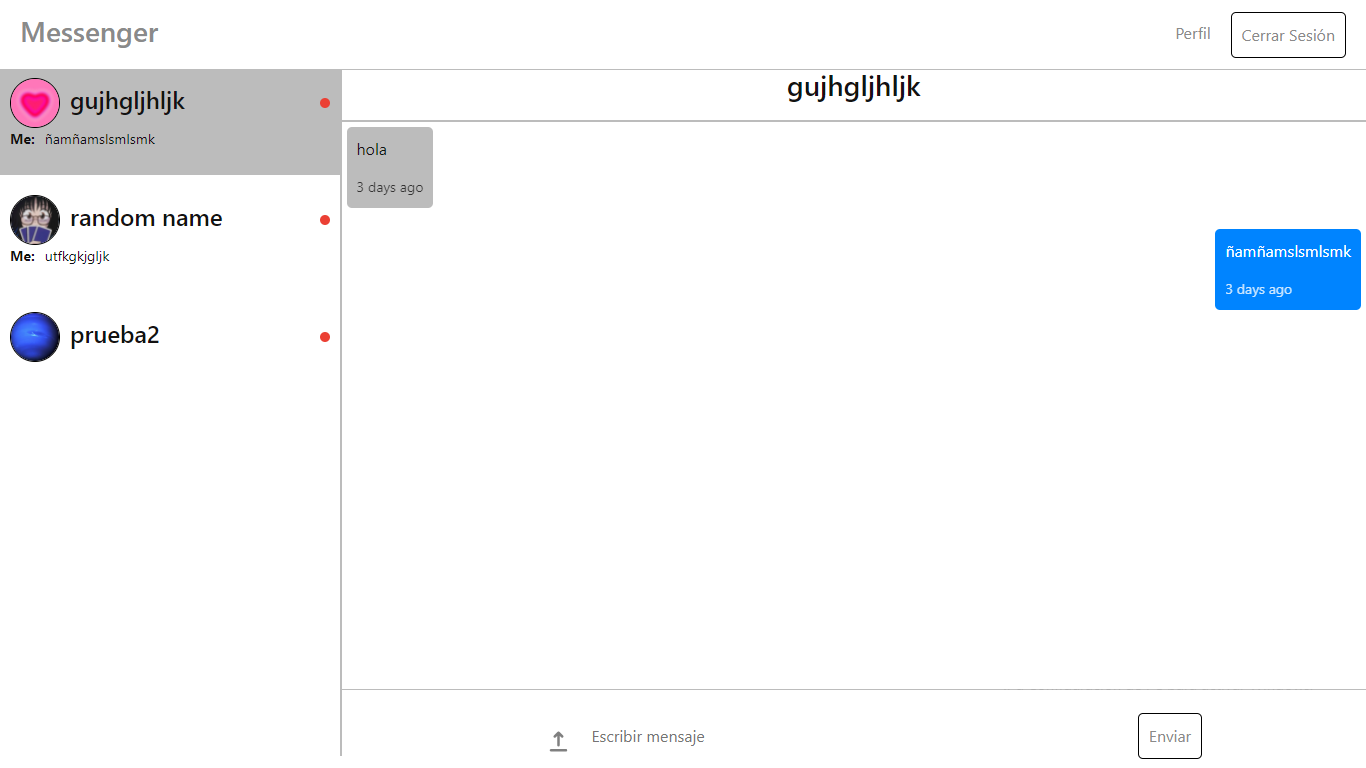 Messenger
Perfil
Cerrar Sesión
gujhgljhljk
Me: ñamñamslsmlsmk
random name
Me: utfkgkjgljk
prueba2
gujhgljhljk
hola
3 days ago
ñamñamslsmlsmk
3 days ago
Escribir mensaje
Enviar